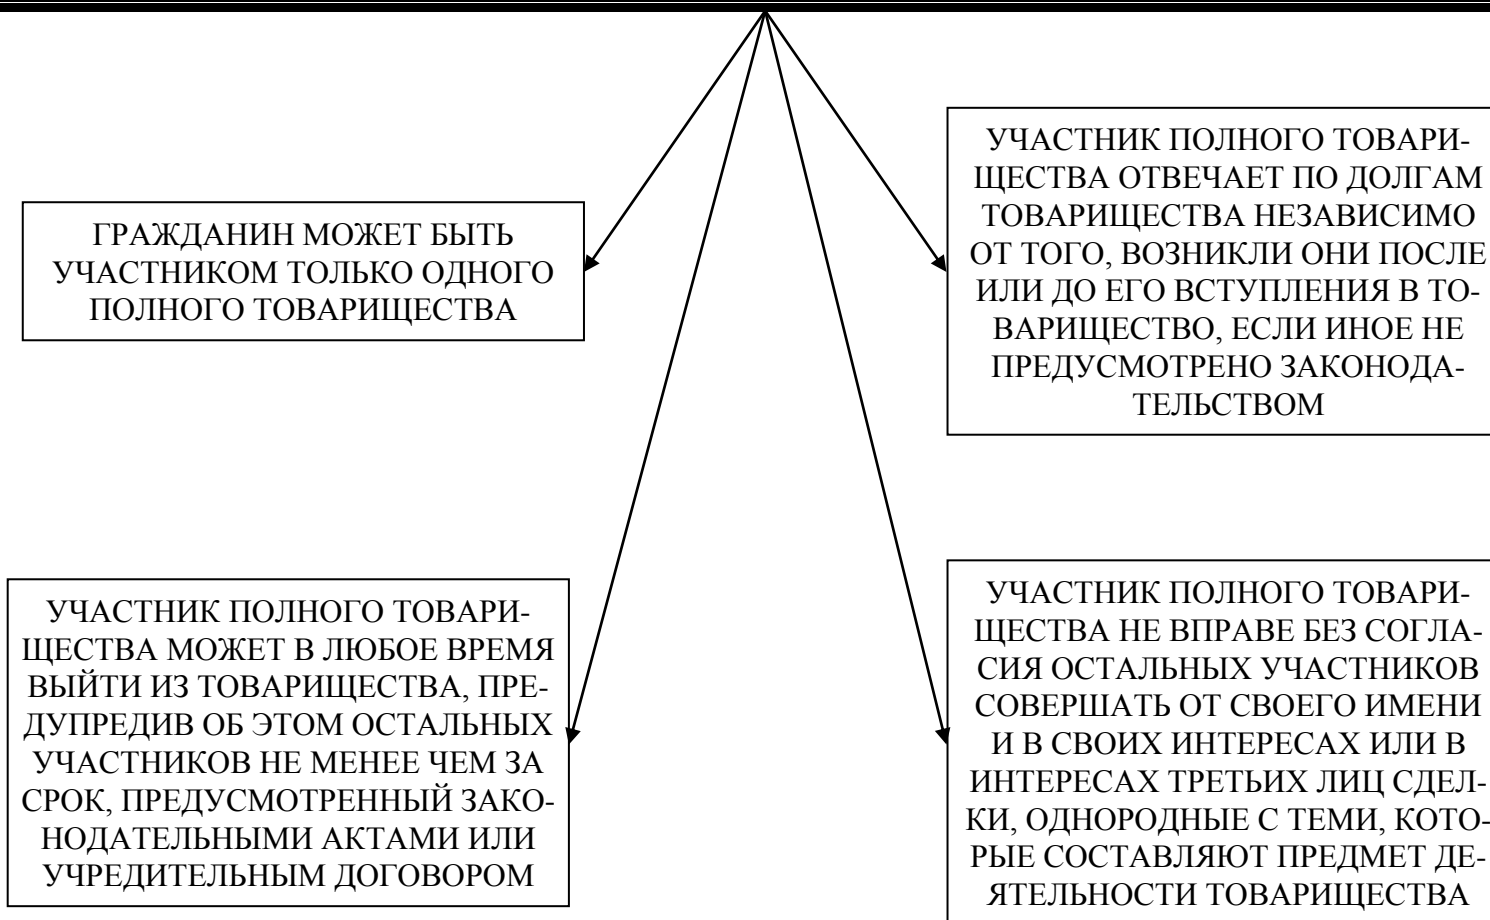 ГРАЖДАНИН МОЖЕТ БЫТЬ
УЧАСТНИКОМ ТОЛЬКО ОДНОГО
ПОЛНОГО ТОВАРИЩЕСТВА
УЧАСТНИК ПОЛНОГО ТОВАРИ-
ЩЕСТВА ОТВЕЧАЕТ ПО ДОЛГАМ
ТОВАРИЩЕСТВА НЕЗАВИСИМО
ОТ ТОГО, ВОЗНИКЛИ ОНИ ПОСЛЕ
ИЛИ ДО ЕГО ВСТУПЛЕНИЯ В ТО-
ВАРИЩЕСТВО, ЕСЛИ ИНОЕ НЕ
ПРЕДУСМОТРЕНО ЗАКОНОДА-
ТЕЛЬСТВОМ
УЧАСТНИК ПОЛНОГО ТОВАРИ-
ЩЕСТВА МОЖЕТ В ЛЮБОЕ ВРЕМЯ
ВЫЙТИ ИЗ ТОВАРИЩЕСТВА, ПРЕ-
ДУПРЕДИВ ОБ ЭТОМ ОСТАЛЬНЫХ
УЧАСТНИКОВ НЕ МЕНЕЕ ЧЕМ ЗА
СРОК, ПРЕДУСМОТРЕННЫЙ ЗАКО-
НОДАТЕЛЬНЫМИ АКТАМИ ИЛИ
УЧРЕДИТЕЛЬНЫМ ДОГОВОРОМ
УЧАСТНИК ПОЛНОГО ТОВАРИ-
ЩЕСТВА НЕ ВПРАВЕ БЕЗ СОГЛА-
СИЯ ОСТАЛЬНЫХ УЧАСТНИКОВ
СОВЕРШАТЬ ОТ СВОЕГО ИМЕНИ
И В СВОИХ ИНТЕРЕСАХ ИЛИ В
ИНТЕРЕСАХ ТРЕТЬИХ ЛИЦ СДЕЛ-
КИ, ОДНОРОДНЫЕ С ТЕМИ, КОТО-
РЫЕ СОСТАВЛЯЮТ ПРЕДМЕТ ДЕ-
ЯТЕЛЬНОСТИ ТОВАРИЩЕСТВА